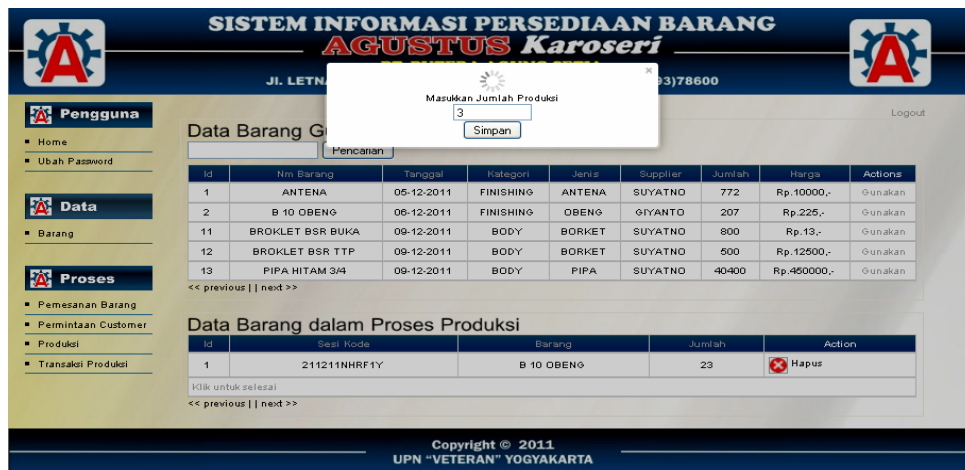 SISTEM INFORMASI PERSEDIAAN BARANG
AGUSTUS Karoseri
Jl. LETN
93)78600
Masukkan Jumlah Produksi
3
Simpan
Logout
Pengguna
Home
Ubah Password
Data
Barang
Proses
Pemesanan Barang
Permintaan Customer
Produksi
Transaksi Produksi
Data Barang G
Pencarian
Id Nm Barang Tanggal Kategori Jenis Supplier Jumlah Harga Actions
1 ANTENA 05-12-2011 FINISHING ANTENA SUYATNO 772 Rp.10000,- Gunakan
2 B 10 OBENG 06-12-2011 FINISHING OBENG GIYANTO 207 Rp.225,- Gunakan
11 BROKLET BSR BUKA 09-12-2011 BODY BORKET SUYATNO 800 Rp.13,- Gunakan
12 BROKLET BSR TTP 09-12-2011 BODY BORKET SUYATNO 500 Rp.12500,- Gunakan
13 PIPA HITAM 3/4 09-12-2011 BODY PIPA SUYATNO 40400 Rp.450000,- Gunakan
<< previous | | next >>
Data Barang dalam Proses Produksi
Id Sesi Kode Barang Jumlah Action
1 211211NHRF1Y B 10 OBENG 23 Hapus
Klik untuk selesai
<< previous | | next >>
Copyright © 2011
UPN “VETERAN” YOGYAKARTA